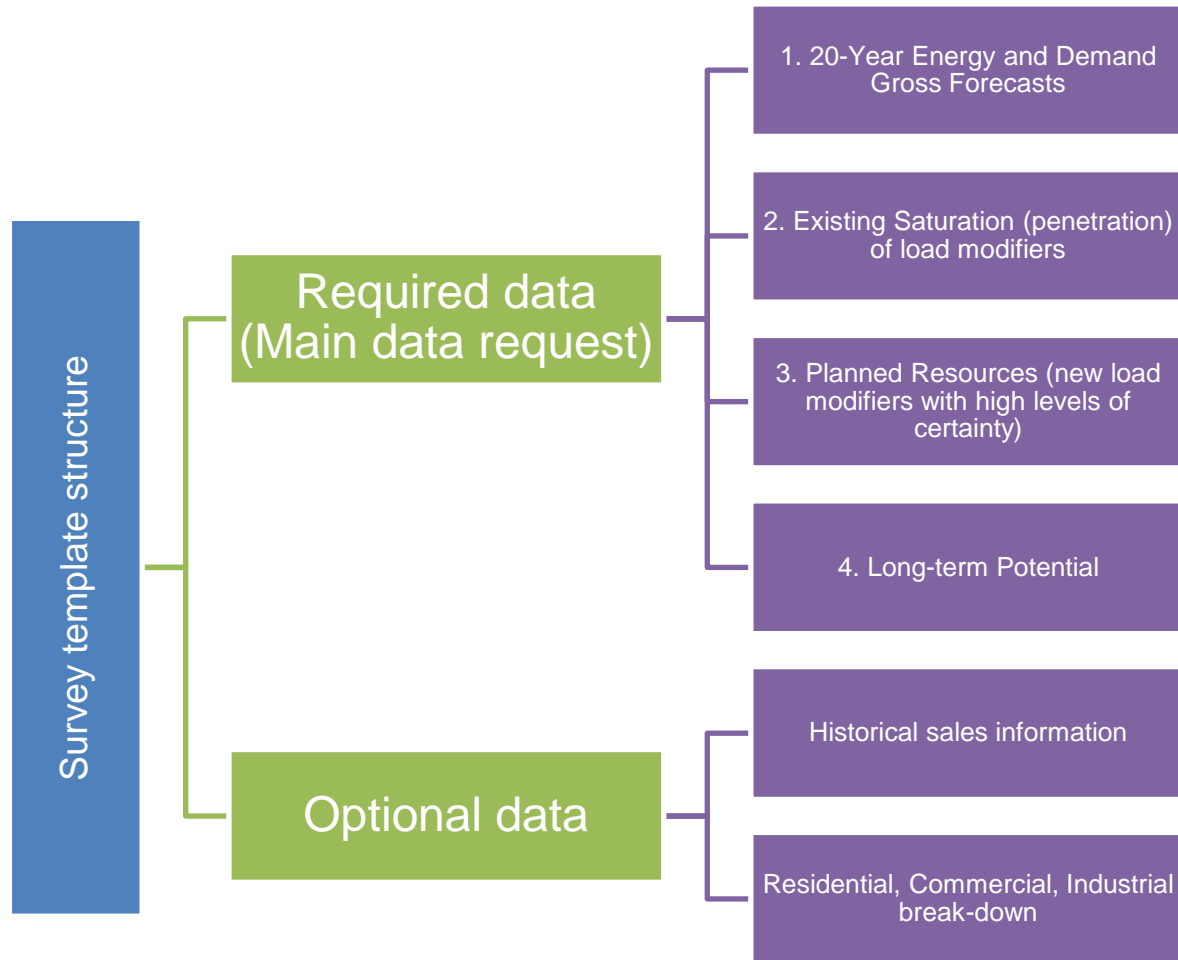 Survey template structure
Required data
(Main data request)
1. 20-Year Energy and Demand
Gross Forecasts
2. Existing Saturation (penetration)
of load modifiers
3. Planned Resources (new load
modifiers with high levels of
certainty)
4. Long-term Potential
Optional data
Historical sales information
Residential, Commercial, Industrial
break-down